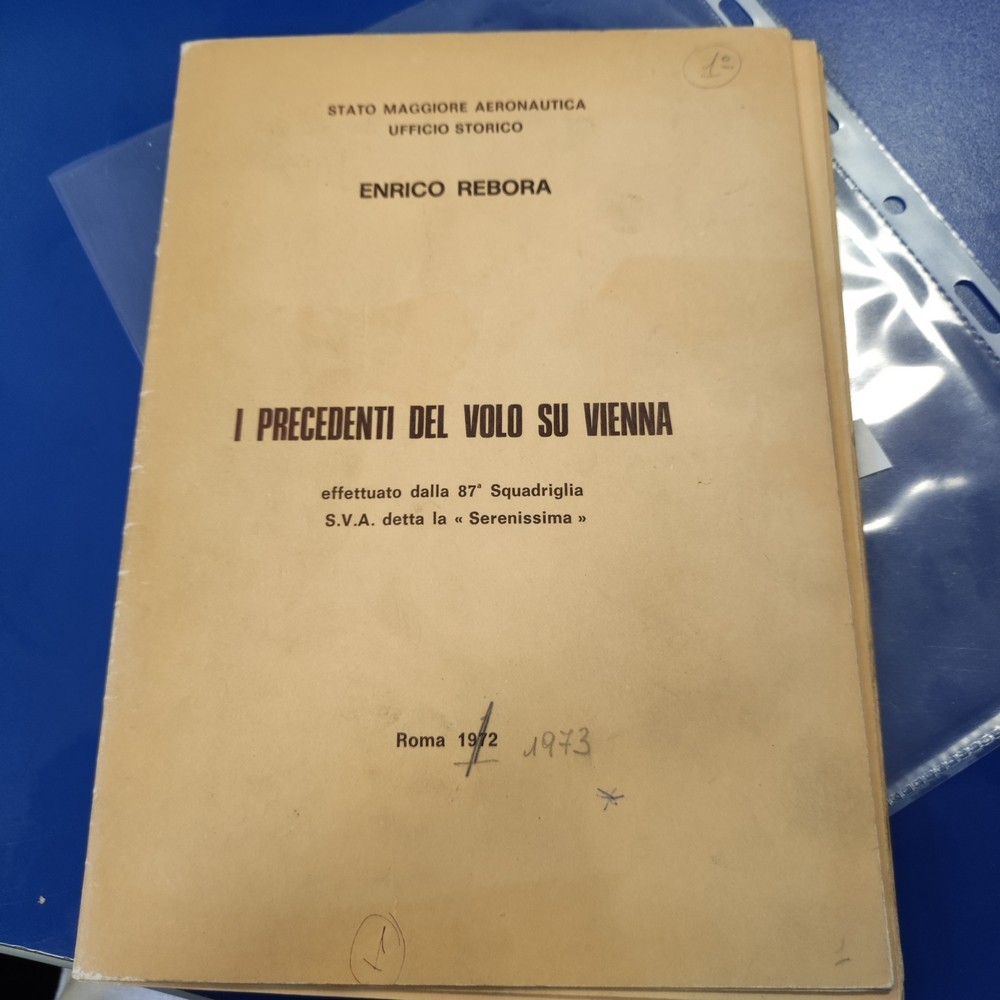 1º
STATO MAGGIORE AERONAUTICA
UFFICIO STORICO
ENRICO REBORA
I PRECEDENTI DEL VOLO SU VIENNA
effettuato dalla 87ª Squadriglia
S.V.A. detta la « Serenissima »
Roma 1972 1973